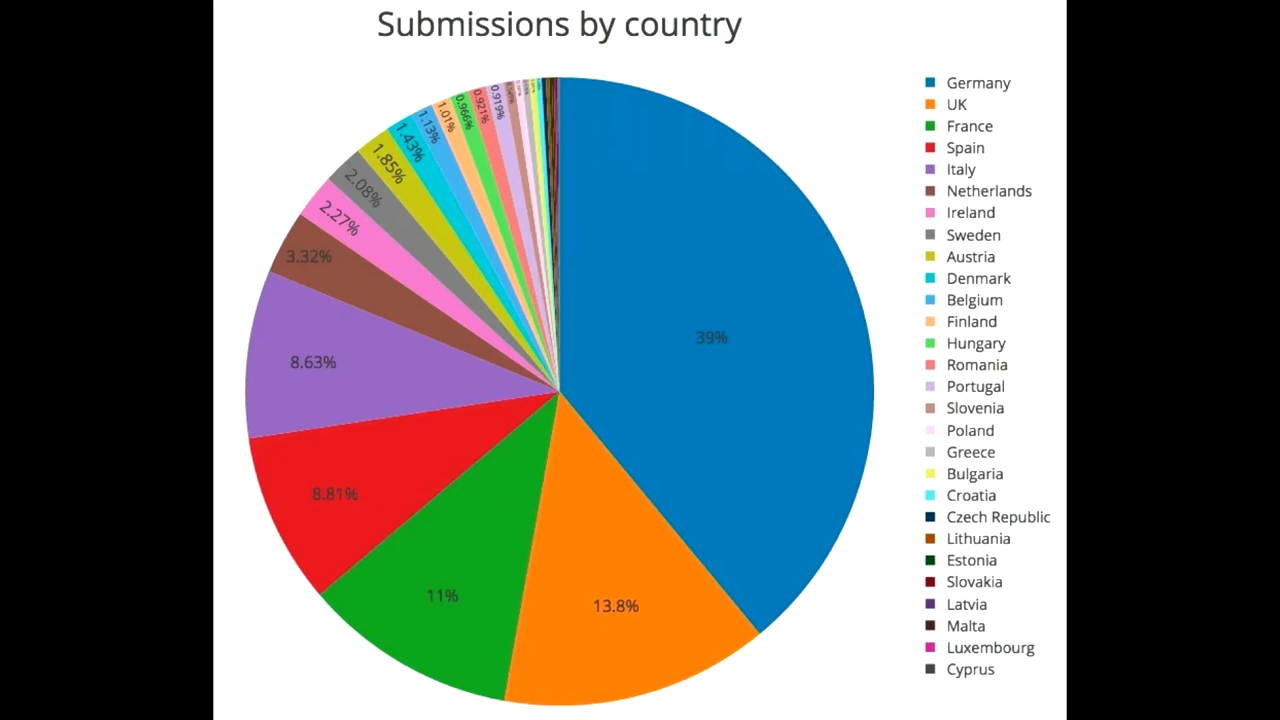 Submissions by country
39%
13.8%
11%
8.81%
8.63%
3.32%
2.27%
2.08%
1.85%
1.43%
1.13%
1.01%
0.966%
0.921%
0.919%
Germany
UK
France
Spain
Italy
Netherlands
Ireland
Sweden
Austria
Denmark
Belgium
Finland
Hungary
Romania
Portugal
Slovenia
Poland
Greece
Bulgaria
Croatia
Czech Republic
Lithuania
Estonia
Slovakia
Latvia
Malta
Luxembourg
Cyprus